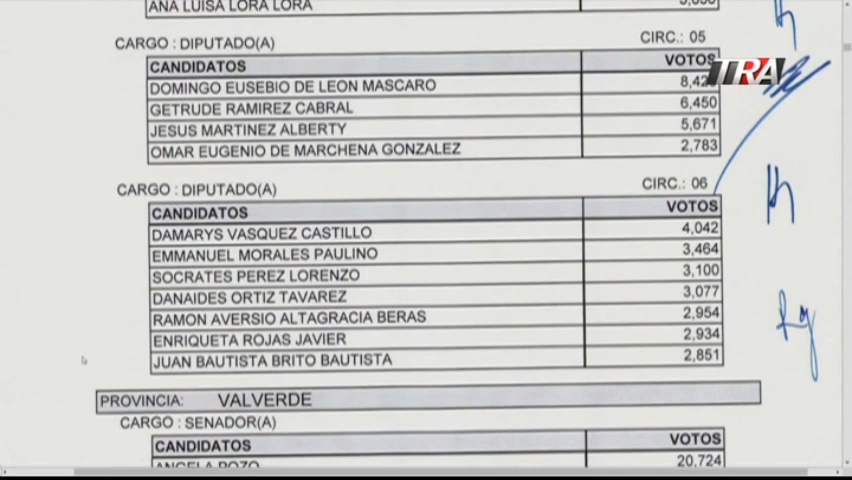 ANA LUISA LORA LORA
CARGO : DIPUTADO(A) CIRC.: 05
CANDIDATOS VOTOS
DOMINGO EUSEBIO DE LEON MASCARO
GETRUDE RAMIREZ CABRAL 6,450
JESUS MARTINEZ ALBERTY 5,671
OMAR EUGENIO DE MARCHENA GONZALEZ 2,783
CARGO : DIPUTADO(A) CIRC.: 06
CANDIDATOS VOTOS
DAMARYS VASQUEZ CASTILLO 4,042
EMMANUEL MORALES PAULINO 3,464
SOCRATES PEREZ LORENZO 3,100
DANAIDES ORTIZ TAVAREZ 3,077
RAMON AVERSIO ALTAGRACIA BERAS 2,954
ENRIQUETA ROJAS JAVIER 2,934
JUAN BAUTISTA BRITO BAUTISTA 2,851
PROVINCIA: VALVERDE
CARGO : SENADOR(A)
CANDIDATOS VOTOS
ANGELA POZO 20,724